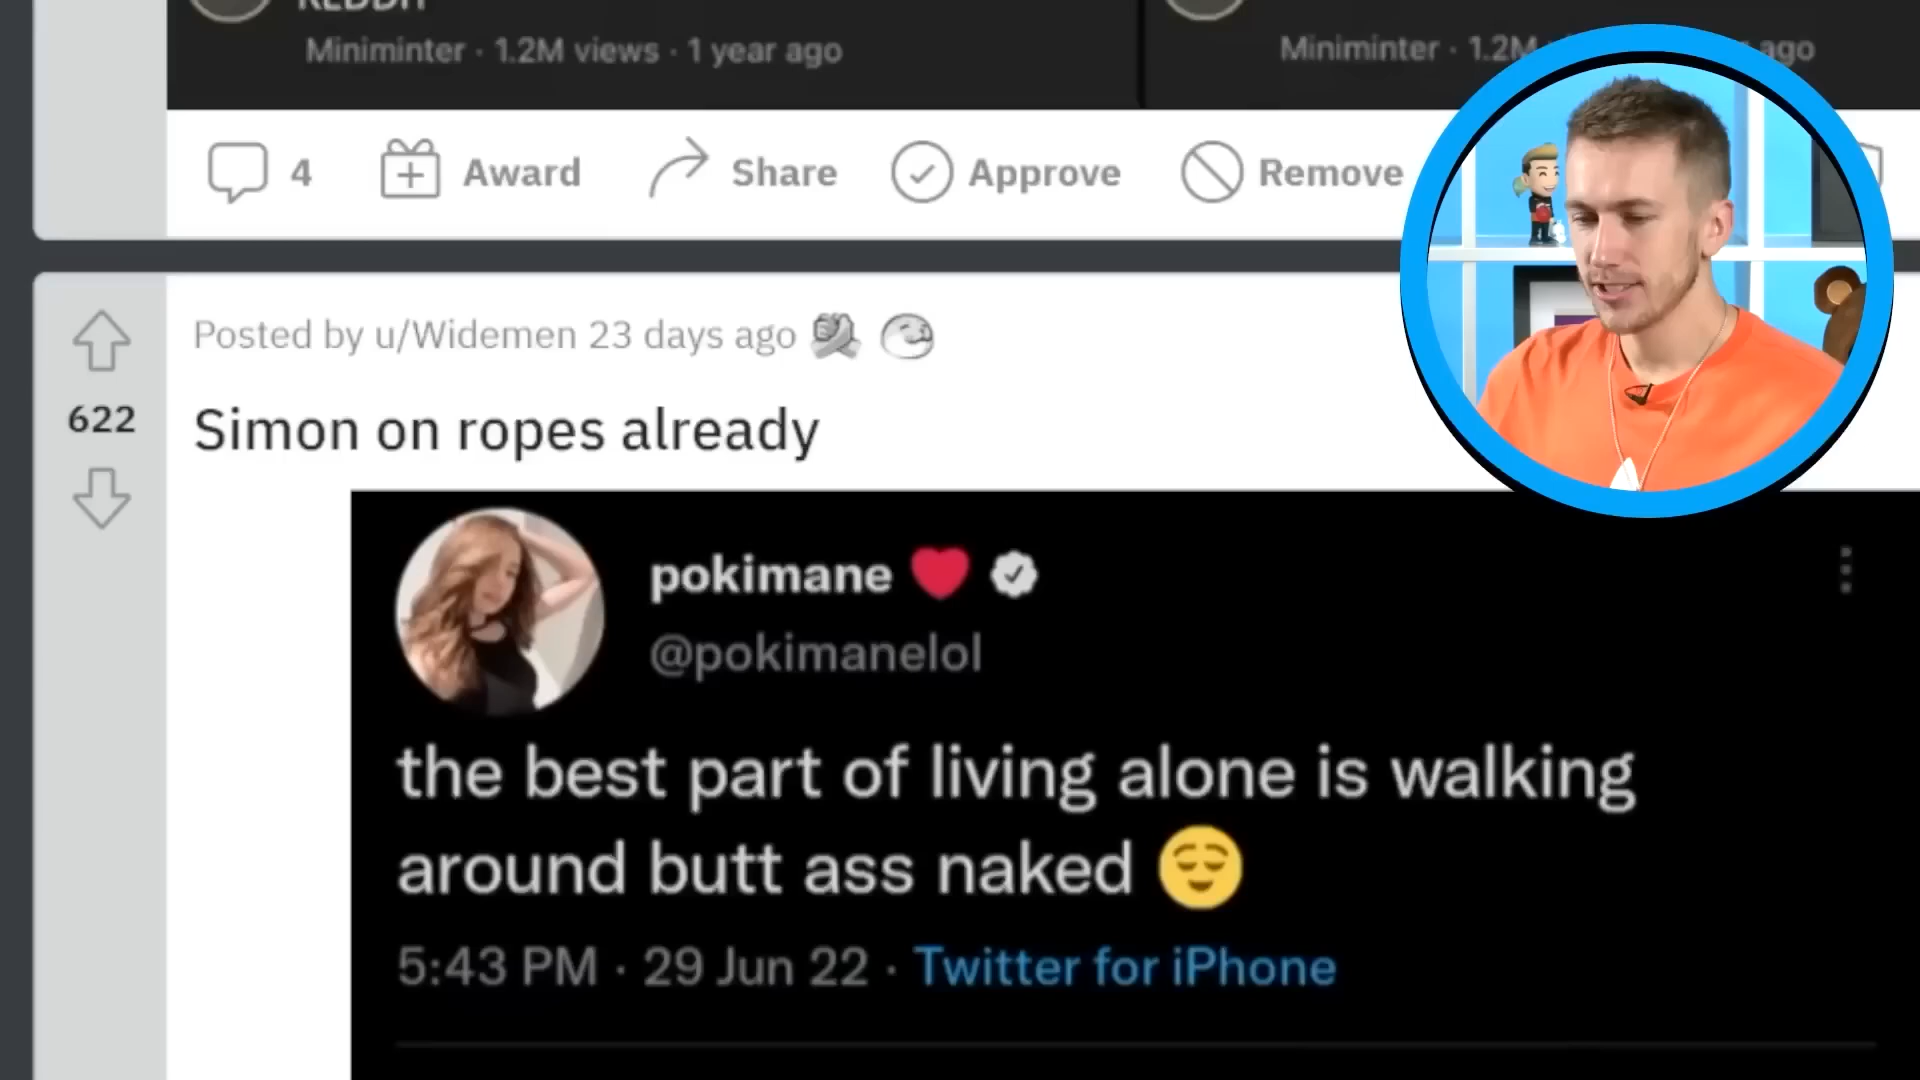 REDDIT
Miniminter · 1.2M views · 1 year ago
Miniminter · 1.2M ago
4 Award Share Approve Remove
Posted by u/Widemen 23 days ago
622
Simon on ropes already
pokimane
@pokimanelol
the best part of living alone is walking
around butt ass naked
5:43 PM · 29 Jun 22 · Twitter for iPhone